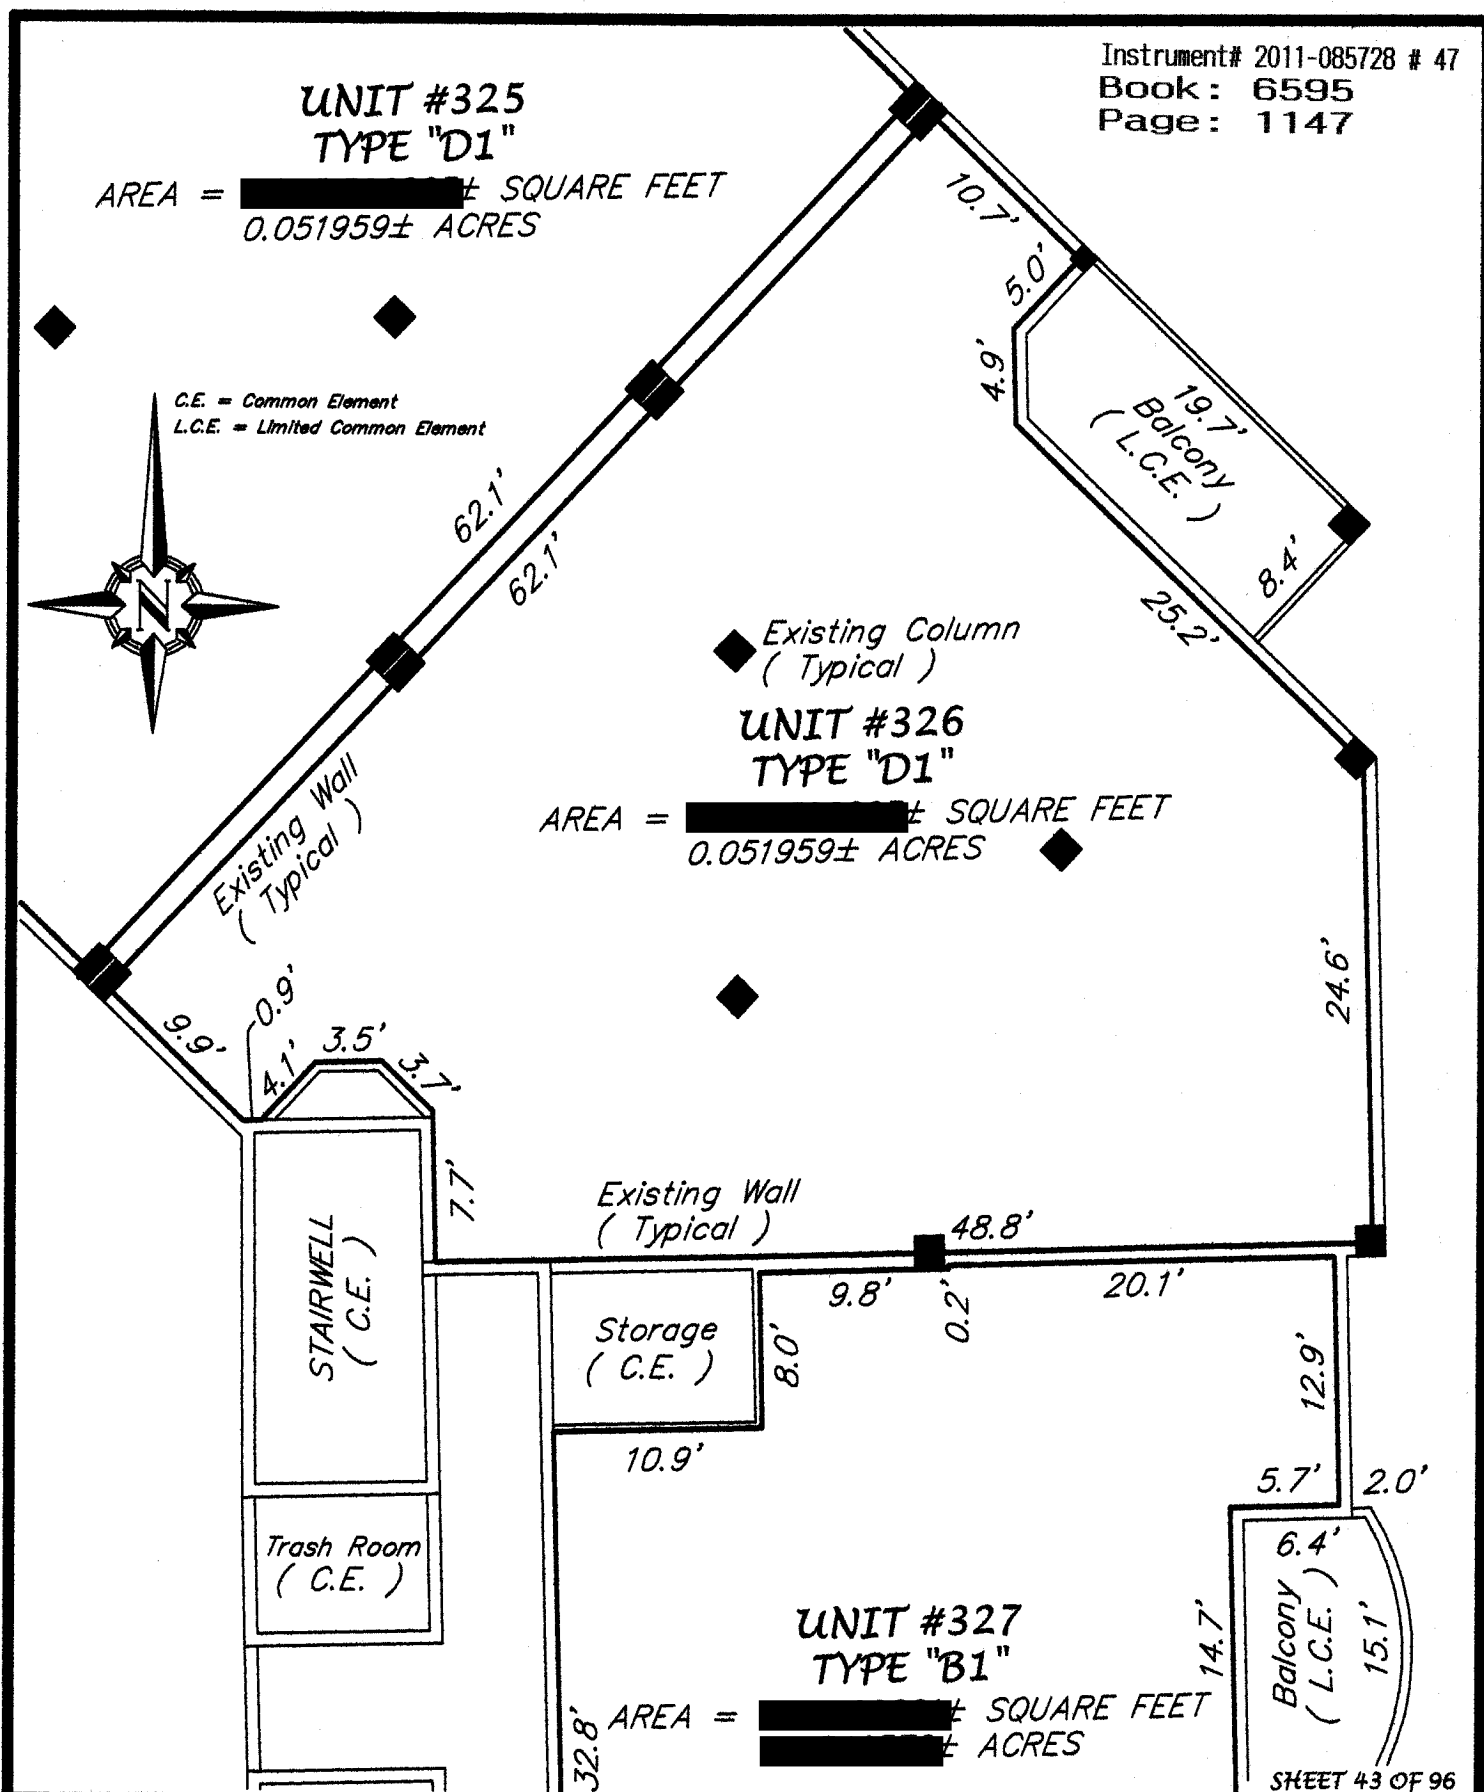 Instrument# 2011-085728 # 47
Book: 6595
Page: 1147
UNIT #325
TYPE "D1"
AREA = ± SQUARE FEET
0.051959± ACRES
C.E. = Common Element
L.C.E. = Limited Common Element
N
10.7'
5.0'
4.9'
19.7'
Balcony
( L.C.E. )
8.4'
25.2'
62.1'
62.1'
Existing Column
( Typical )
UNIT #326
TYPE "D1"
AREA = ± SQUARE FEET
0.051959± ACRES
Existing Wall
( Typical )
24.6'
9.9'
0.9'
4.1'
3.5'
3.7'
7.7'
Existing Wall
( Typical )
48.8'
9.8'
0.2'
20.1'
STAIRWELL
( C.E. )
Storage
( C.E. )
8.0'
10.9'
12.9'
5.7'
2.0'
6.4'
Trash Room
( C.E. )
UNIT #327
TYPE "B1"
AREA = ± SQUARE FEET
± ACRES
32.8'
14.7'
Balcony
( L.C.E. )
15.1'
SHEET 43 OF 96